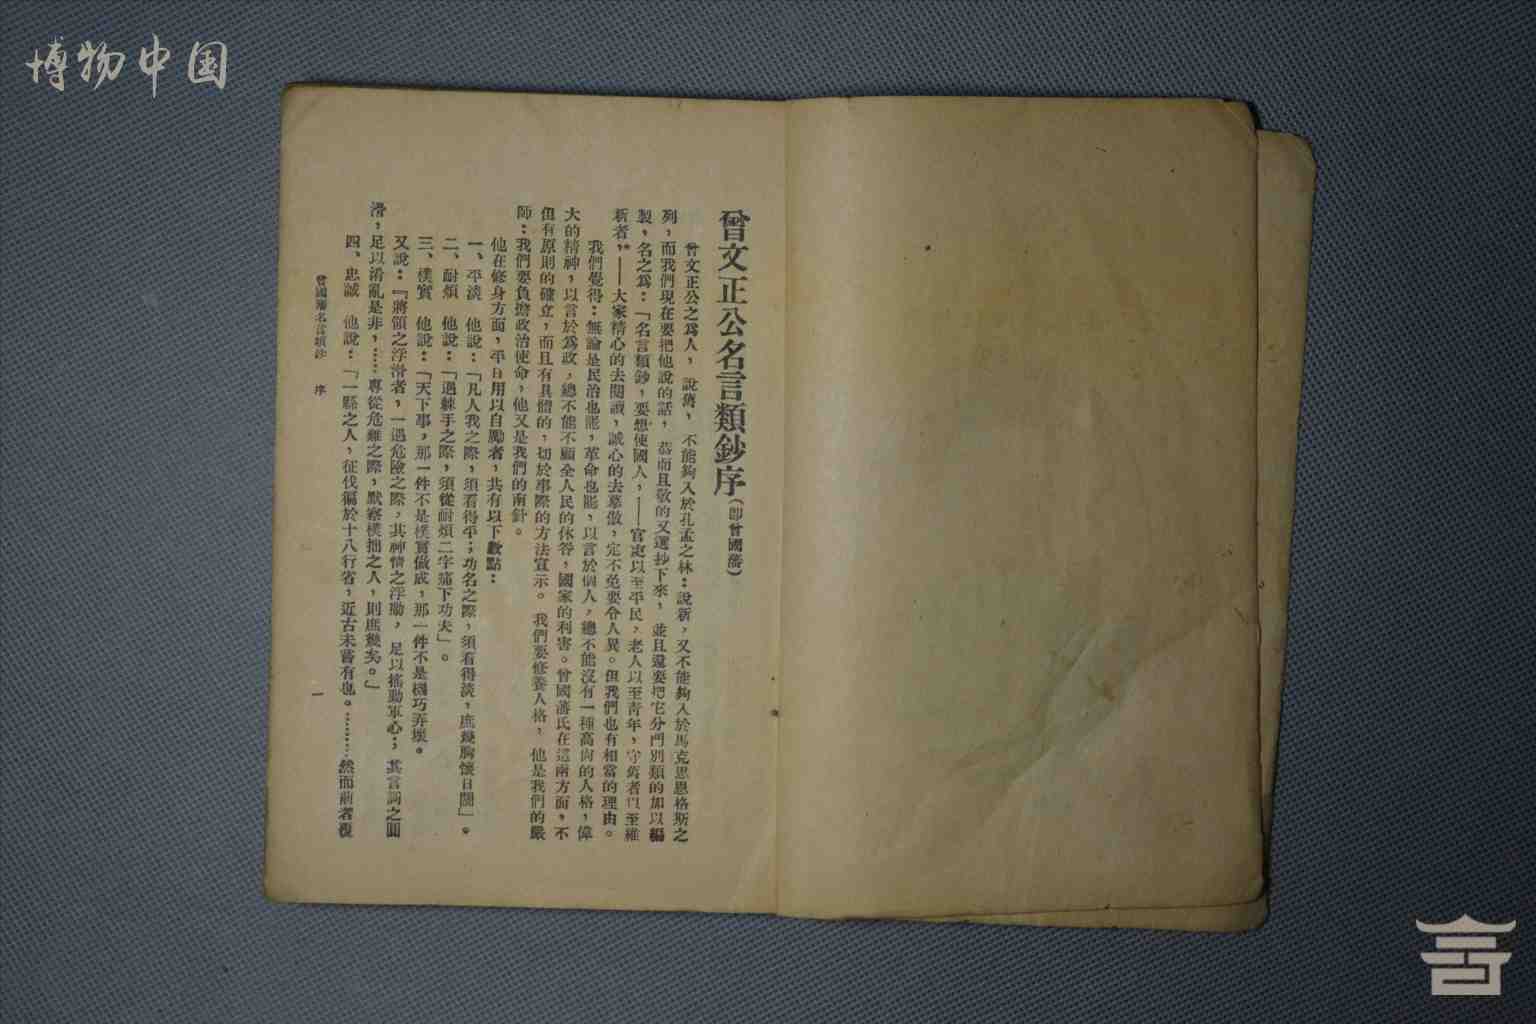 博物中国
曾文正公名言類鈔序(即曾國藩)
曾文正公之爲人,說舊,不能夠入於孔孟之林:說新,又不能夠入於馬克思恩格斯之
列,而我們現在要把他說的話,恭而且敬的又選抄下來,並且還要把它分門別類的加以編
製,名之爲:「名言類鈔,要想使國人,——官吏以至平民,老人以至靑年,守舊者以至維
新者,——大家精心的去閱讀,誠心的去摹倣,定不免要令人異。但我們也有相當的理由。
我們覺得:無論是民治也罷,革命也罷,以言於個人,總不能沒有一種高尙的人格,偉
大的精神,以言於爲政,總不能不顧全人民的休咎,國家的利害。曾國藩氏在這兩方面,不
但有原則的確立,而且有具體的,切於事際的方法宣示。我們要修養人格,他是我們的嚴
師:我們要負擔政治使命,他又是我們的南針。
他在修身方面,平日用以自勵者,共有以下數點:
一、平淡 他說:「凡人我之際,須看得平;功名之際,須看得淡,庶幾胸懷日闊」。
二、耐煩 他說:「遇棘手之際,須從耐煩二字痛下功夫」。
三、樸實 他說:「天下事,那一件不是樸實做成,那一件不是機巧弄壞。
又說:『將領之浮滑者,一遇危險之際,其神情之浮動,足以搖動軍心;其言詞之圓
滑,足以淆亂是非,……專從危難之際,默察樸拙之人,則庶幾矣。」
四、忠誠 他說:「一縣之人,征伐徧於十八行省,近古未嘗有也。………然而前者覆
曾國藩名言類鈔 序 一